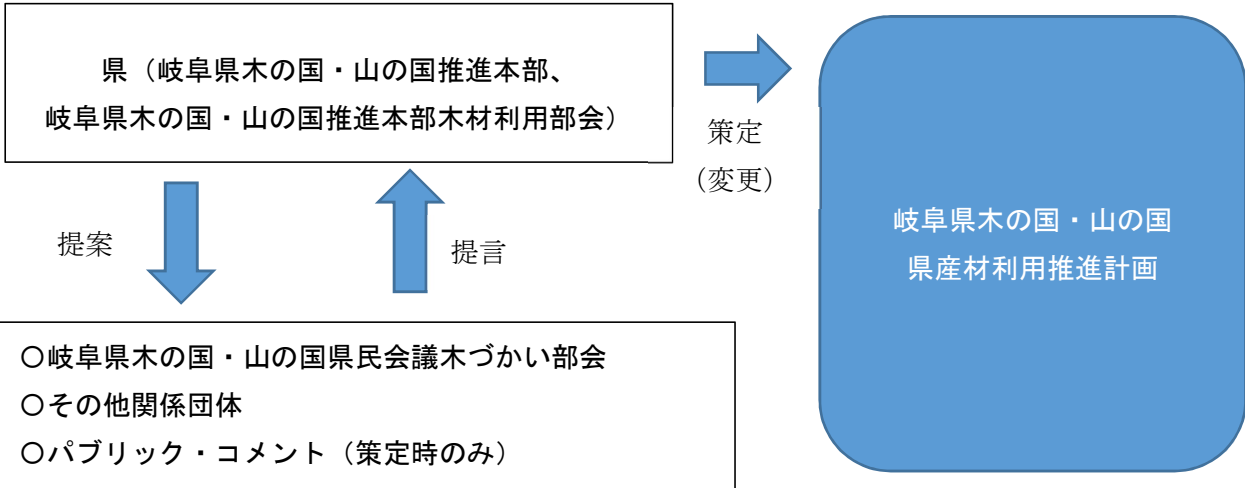 県（岐阜県木の国・山の国推進本部、
岐阜県木の国・山の国推進本部木材利用部会）
策定
（変更）
提案
提言
岐阜県木の国・山の国
県産材利用推進計画
〇岐阜県木の国・山の国県民会議木づかい部会
〇その他関係団体
〇パブリック・コメント（策定時のみ）